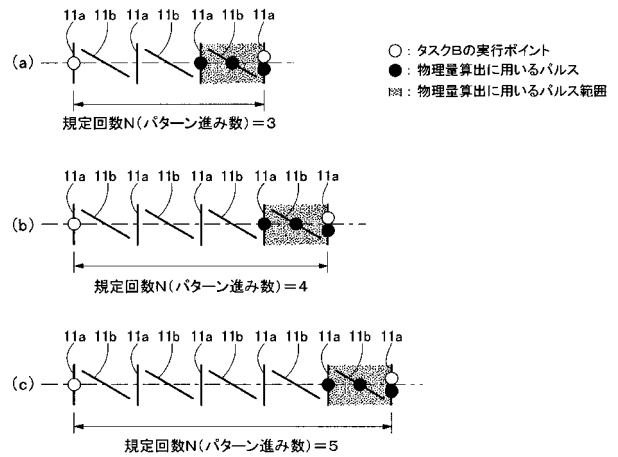 11a 11b 11a 11b 11a 11b 11a
(a)
規定回数N(パターン進み数)=3
○: タスクBの実行ポイント
●: 物理量算出に用いるパルス
: 物理量算出に用いるパルス範囲
11a 11b 11a 11b 11a 11b 11a 11b 11a
(b)
規定回数N(パターン進み数)=4
11a 11b 11a 11b 11a 11b 11a 11b 11a 11b 11a
(c)
規定回数N(パターン進み数)=5